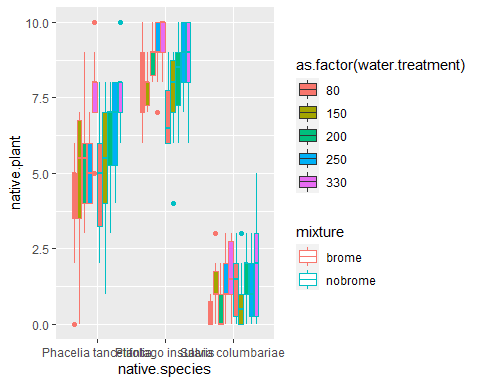 10.0
7.5
5.0
2.5
0.0
native.plant
Phacelia tancetifolia Plantago insularis Salvia columbariae
native.species
as.factor(water.treatment)
80
150
200
250
330
mixture
brome
nobrome